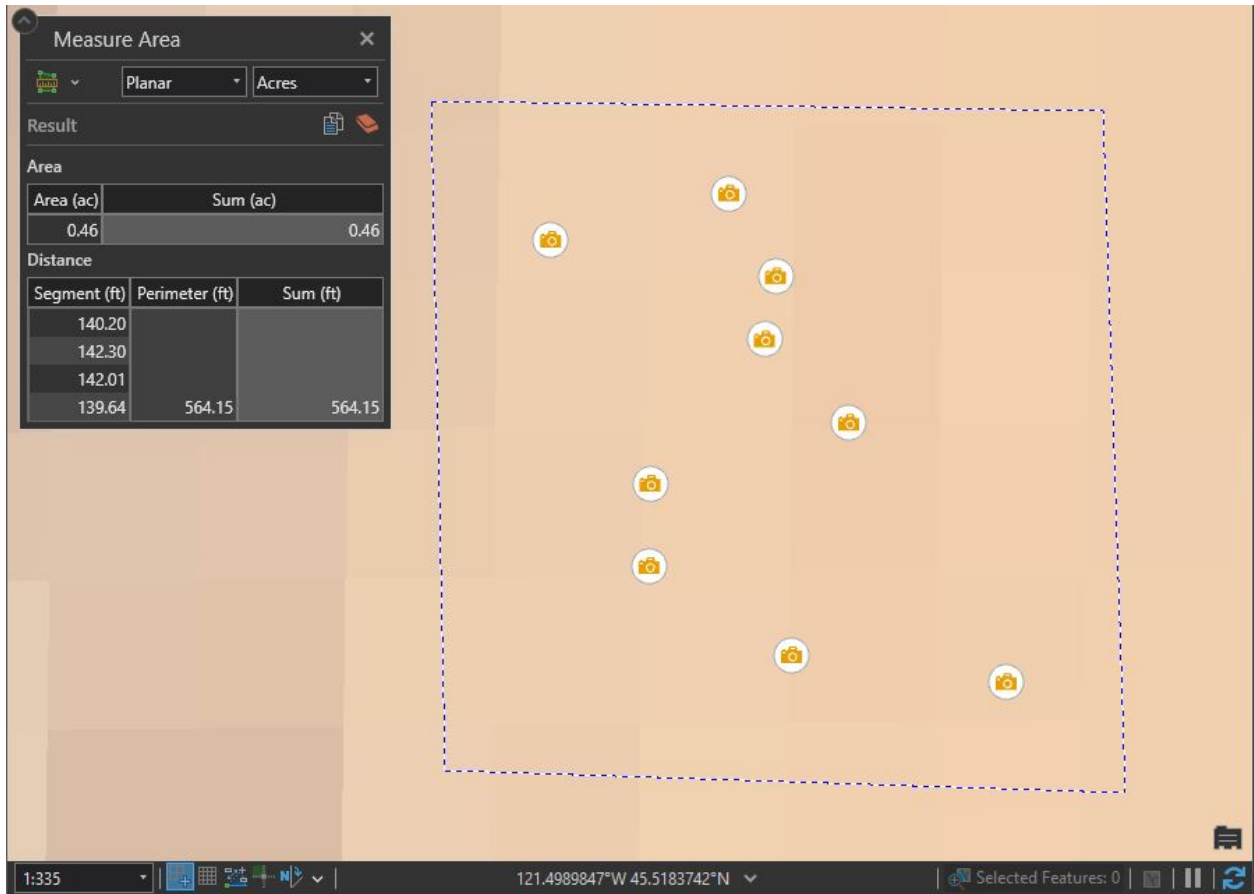 Measure Area
Planar Acres
Result
Area
Area (ac) Sum (ac)
0.46 0.46
Distance
Segment (ft) Perimeter (ft) Sum (ft)
140.20
142.30
142.01
139.64 564.15 564.15
1:335 N 121.4989847°W 45.5183742°N Selected Features: 0